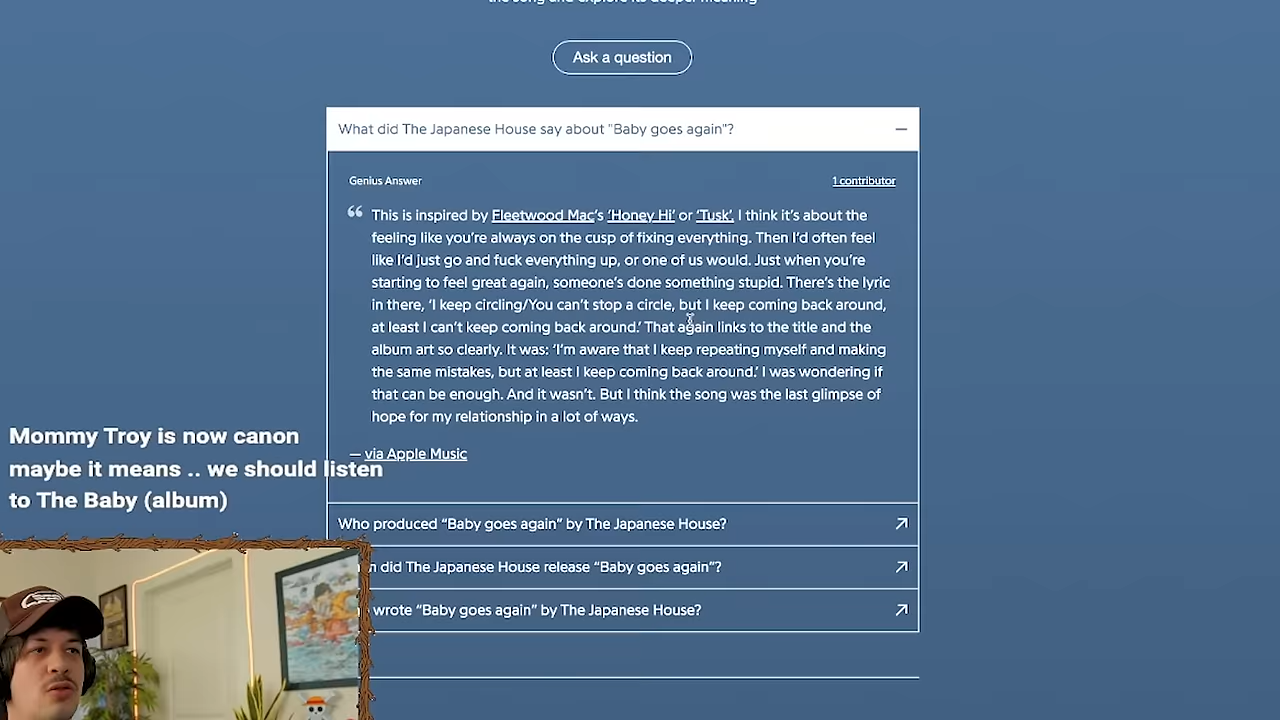 the song and explore its deeper meaning
Ask a question
What did The Japanese House say about "Baby goes again"?
Genius Answer
1 contributor
“ This is inspired by Fleetwood Mac's 'Honey Hi' or 'Tusk'. I think it's about the
feeling like you're always on the cusp of fixing everything. Then I'd often feel
like I'd just go and fuck everything up, or one of us would. Just when you're
starting to feel great again, someone's done something stupid. There's the lyric
in there, 'I keep circling/You can't stop a circle, but I keep coming back around,
at least I can't keep coming back around.' That again links to the title and the
album art so clearly. It was: 'I'm aware that I keep repeating myself and making
the same mistakes, but at least I keep coming back around.' I was wondering if
that can be enough. And it wasn't. But I think the song was the last glimpse of
hope for my relationship in a lot of ways.
— via Apple Music
Mommy Troy is now canon
maybe it means .. we should listen
to The Baby (album)
Who produced “Baby goes again” by The Japanese House?
did The Japanese House release “Baby goes again”?
wrote “Baby goes again” by The Japanese House?